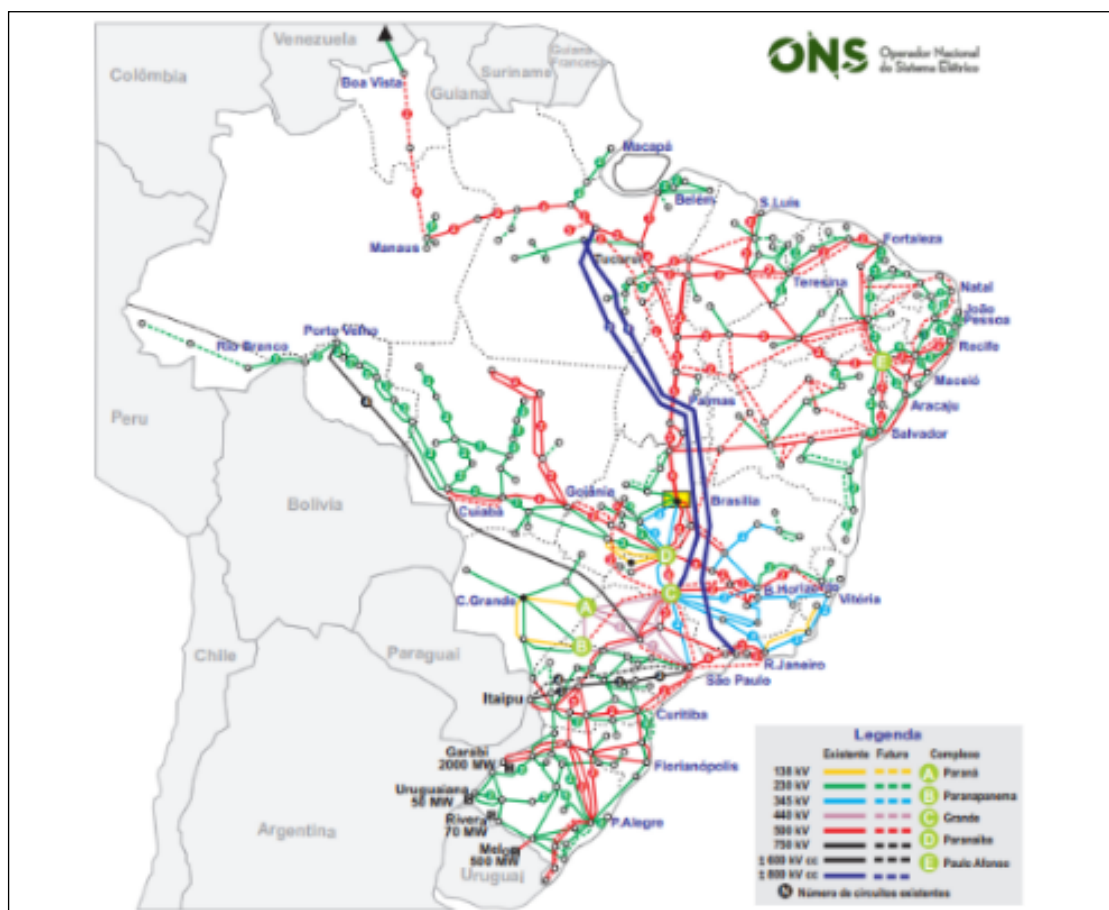 ONS
Operador Nacional
do Sistema Elétrico
Venezuela
Colômbia
Boa Vista
Guiana
Suriname
Guiana
Frances
Macapá
Belém
S.Luis
Fortaleza
Manaus
Tucuruí
Teresina
Natal
João
Pessoa
Recife
Maceió
Aracaju
Salvador
Porto Velho
Rio Branco
Palmas
Peru
E
Bolivia
Cuiabá
Goiânia
Brasília
D
C
B.Horizonte
Vitória
C.Grande
A
B
Chile
Paraguai
R.Janeiro
São Paulo
Itaipu
Curitiba
Garabi
2000 MW
Florianópolis
Uruguaiana
50 MW
Rivera
70 MW
P.Alegre
Melo
500 MW
Argentina
Uruguai
Legenda
Existente Futuro Complexo
138 kV A Paraná
230 kV
345 kV B Paranapanema
440 kV C Grande
500 kV
750 kV D Paranaíba
± 600 kV cc E Paulo Afonso
± 800 kV cc
N Número de circuitos existentes